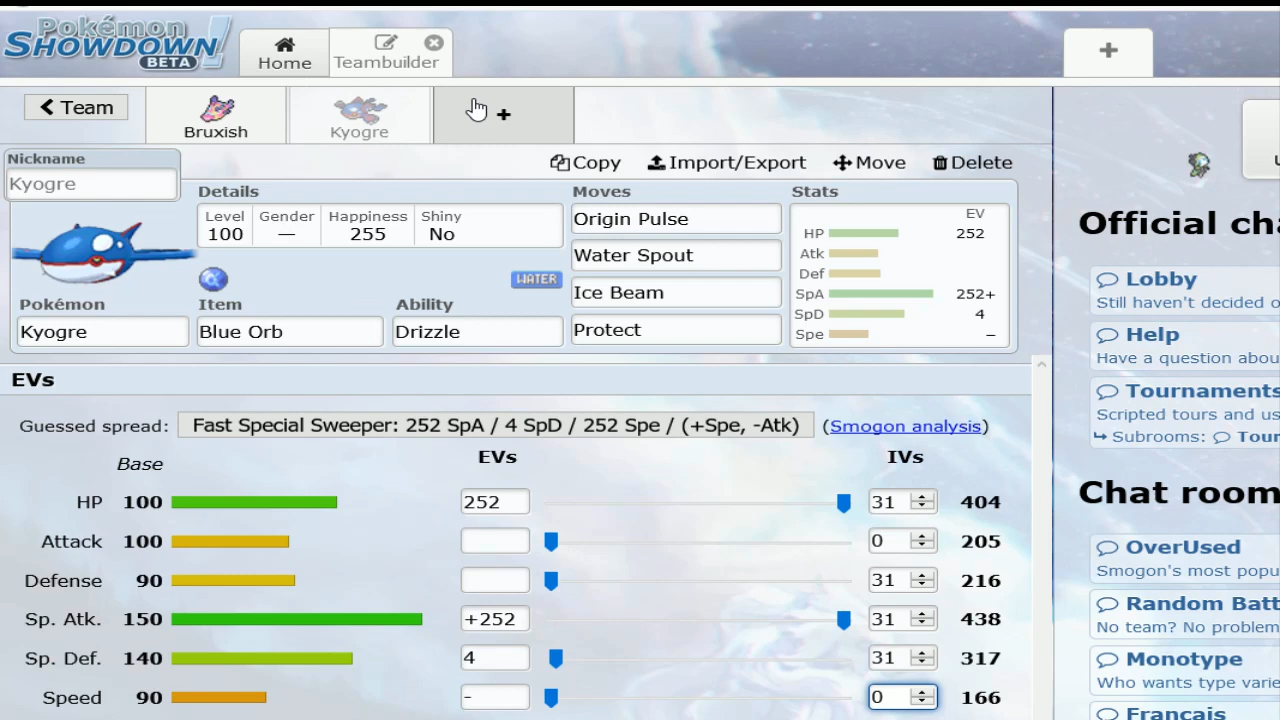 Pokémon
SHOWDOWN!
BETA
Home
Teambuilder
+
Team
Bruxish
Kyogre
+
Copy
Import/Export
Move
Delete
Nickname
Kyogre
Details
Moves
Stats
Level
Gender
Happiness
Shiny
100
—
255
No
Origin Pulse
Water Spout
Ice Beam
Protect
EV
HP 252
Atk
Def
SpA 252+
SpD 4
Spe −
WATER
Pokémon
Item
Ability
Kyogre
Blue Orb
Drizzle
EVs
Guessed spread: Fast Special Sweeper: 252 SpA / 4 SpD / 252 Spe / (+Spe, -Atk) (Smogon analysis)
Base EVs IVs
HP 100 252 31 404
Attack 100 0 205
Defense 90 31 216
Sp. Atk. 150 +252 31 438
Sp. Def. 140 4 31 317
Speed 90 - 0 166
Official cha
Lobby
Still haven't decided o
Help
Have a question abou
Tournaments
Scripted tours and us
Subrooms: Tour
Chat room
OverUsed
Smogon's most popu
Random Batt
No team? No problem
Monotype
Who wants type varie
Français